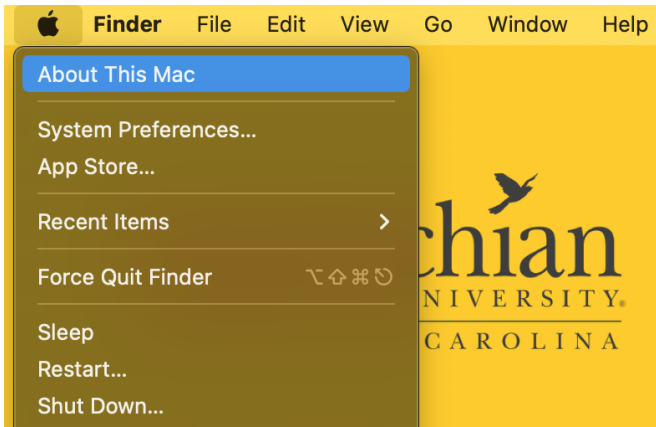 Finder File Edit View Go Window Help
About This Mac
System Preferences...
App Store...
Recent Items
Force Quit Finder ⌥⇧⌘⎋
Sleep
Restart...
Shut Down...
chian
NIVERSITY®
CAROLINA